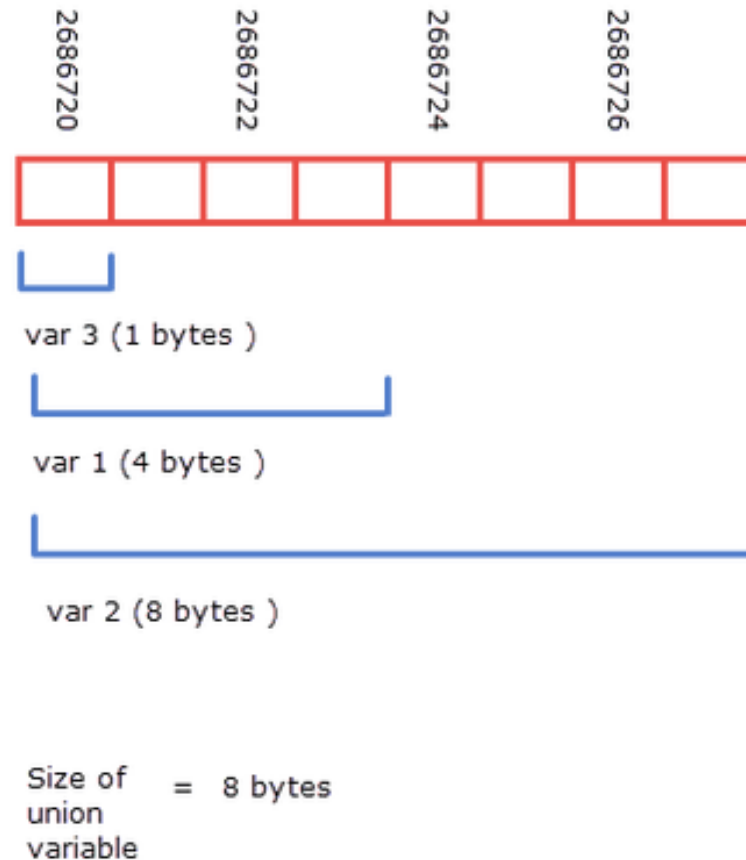 2686720
2686722
2686724
2686726
var 3 (1 bytes )
var 1 (4 bytes )
var 2 (8 bytes )
Size of
union
variable
= 8 bytes